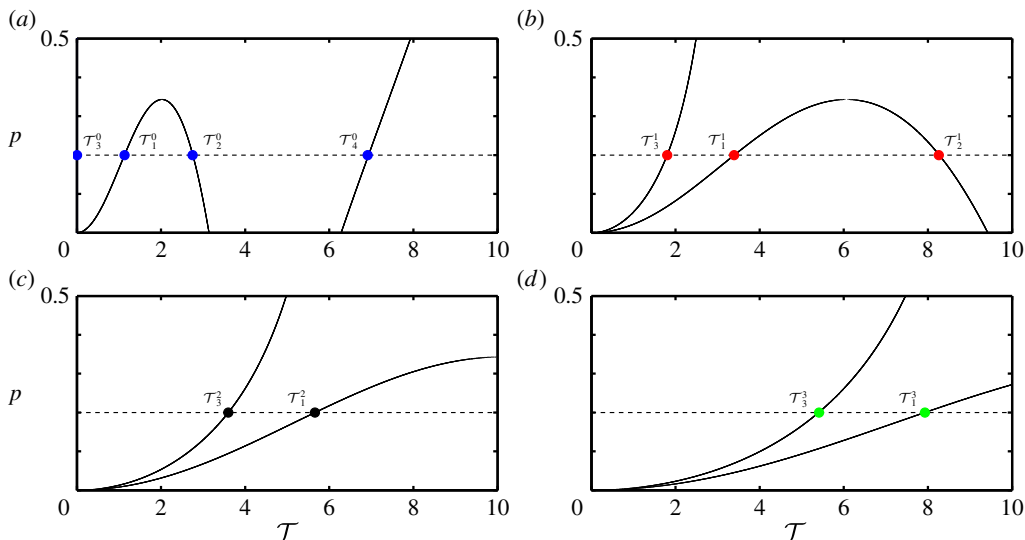 (a) (b)
0.5 0.5
p 𝒯₃⁰ 𝒯₁⁰ 𝒯₂⁰ 𝒯₄⁰ 𝒯₃¹ 𝒯₁¹ 𝒯₂¹
0 2 4 6 8 10 0 2 4 6 8 10
(c) (d)
0.5 0.5
p 𝒯₃² 𝒯₁² 𝒯₃³ 𝒯₁³
0 2 4 6 8 10 0 2 4 6 8 10
𝒯 𝒯